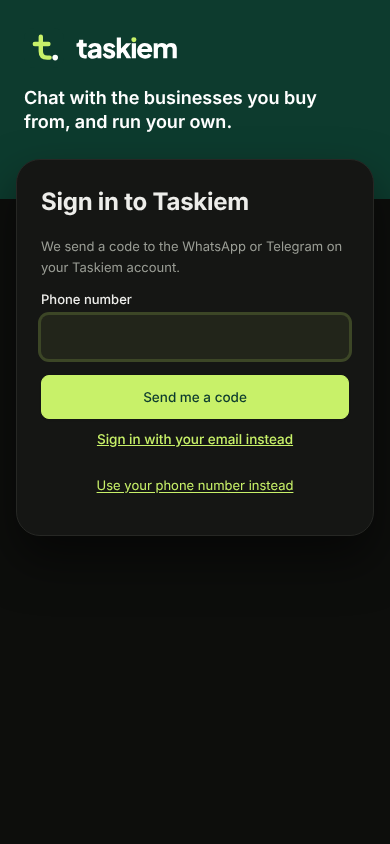 taskiem
Chat with the businesses you buy
from, and run your own.
Sign in to Taskiem
We send a code to the WhatsApp or Telegram on
your Taskiem account.
Phone number
Send me a code
Sign in with your email instead
Use your phone number instead